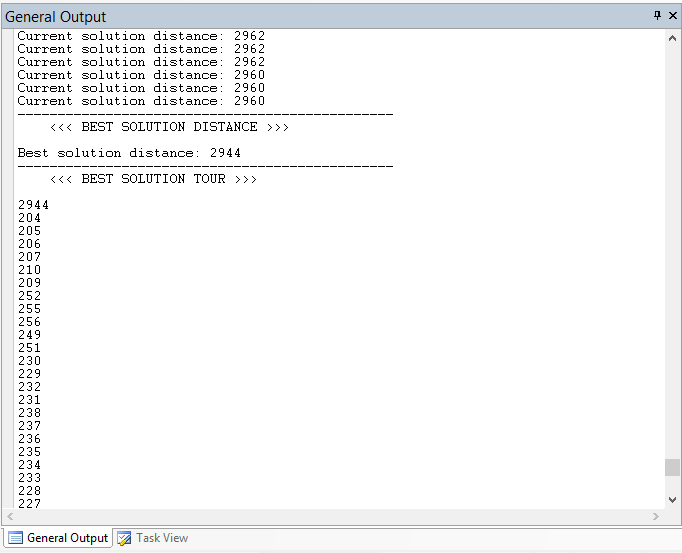 General Output
Current solution distance: 2962
Current solution distance: 2962
Current solution distance: 2962
Current solution distance: 2960
Current solution distance: 2960
Current solution distance: 2960
-----------------------------------------------
<<< BEST SOLUTION DISTANCE >>>
Best solution distance: 2944
-----------------------------------------------
<<< BEST SOLUTION TOUR >>>
2944
204
205
206
207
210
209
252
255
256
249
251
230
229
232
231
238
237
236
235
234
233
228
227
General Output
Task View